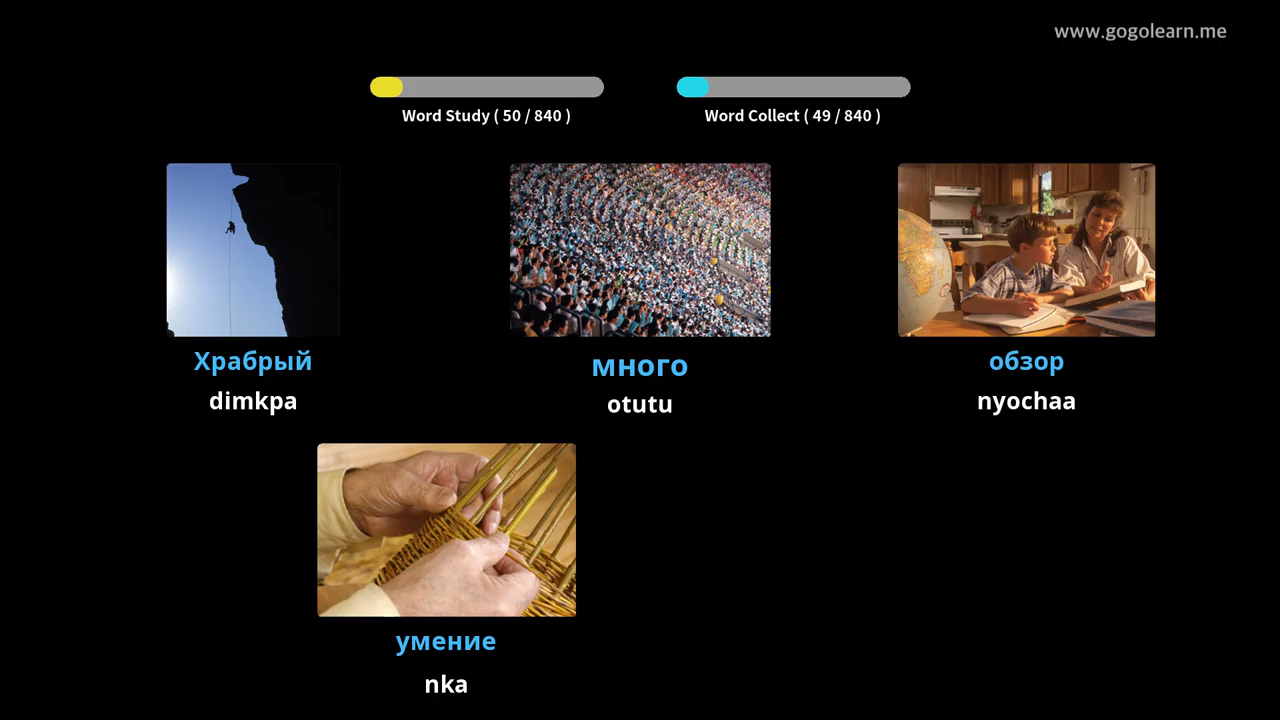 www.gogolearn.me
Word Study ( 50 / 840 )
Word Collect ( 49 / 840 )
Храбрый
много
обзор
dimkpa
otutu
nyochaa
умение
nka